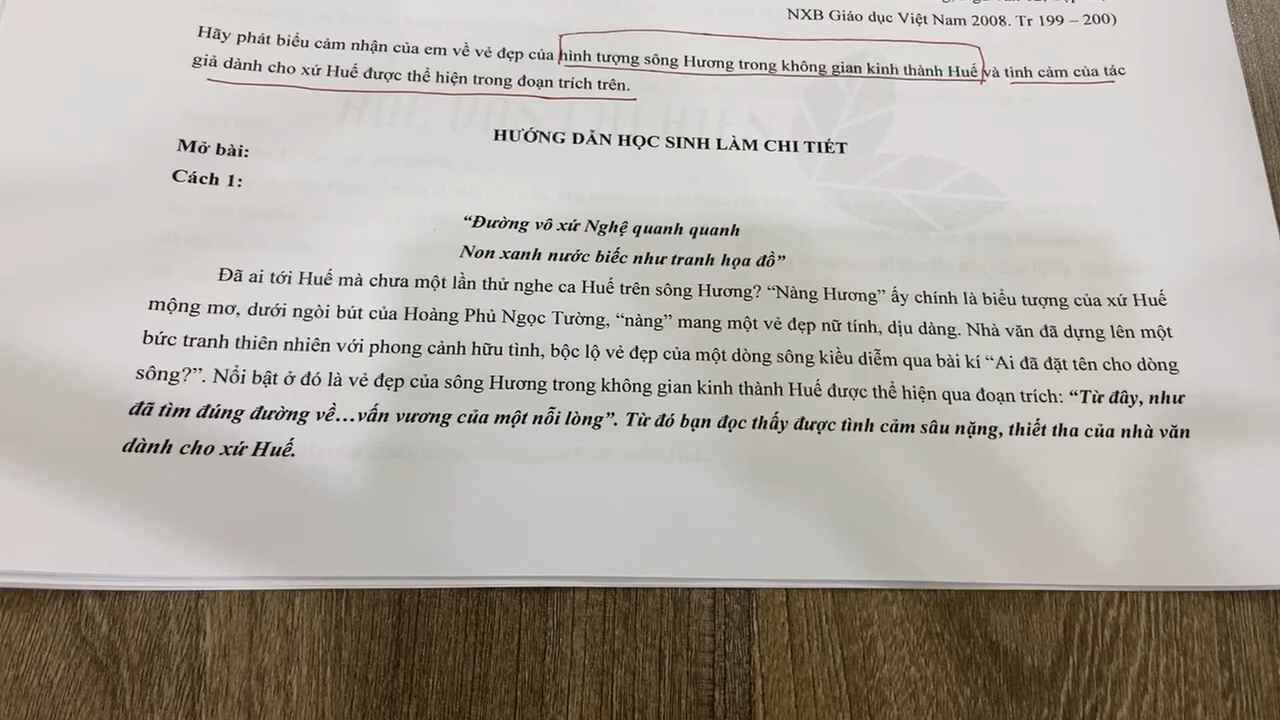 NXB Giáo dục Việt Nam 2008. Tr 199 – 200)
Hãy phát biểu cảm nhận của em về vẻ đẹp của hình tượng sông Hương trong không gian kinh thành Huế và tình cảm của tác
giả dành cho xứ Huế được thể hiện trong đoạn trích trên.
HƯỚNG DẪN HỌC SINH LÀM CHI TIẾT
Mở bài:
Cách 1:
“Đường vô xứ Nghệ quanh quanh
Non xanh nước biếc như tranh họa đồ”
Đã ai tới Huế mà chưa một lần thử nghe ca Huế trên sông Hương? “Nàng Hương” ấy chính là biểu tượng của xứ Huế
mộng mơ, dưới ngòi bút của Hoàng Phủ Ngọc Tường, “nàng” mang một vẻ đẹp nữ tính, dịu dàng. Nhà văn đã dựng lên một
bức tranh thiên nhiên với phong cảnh hữu tình, bộc lộ vẻ đẹp của một dòng sông kiều diễm qua bài kí “Ai đã đặt tên cho dòng
sông?”. Nổi bật ở đó là vẻ đẹp của sông Hương trong không gian kinh thành Huế được thể hiện qua đoạn trích: “Từ đây, như
đã tìm đúng đường về…vấn vương của một nỗi lòng”. Từ đó bạn đọc thấy được tình cảm sâu nặng, thiết tha của nhà văn
dành cho xứ Huế.